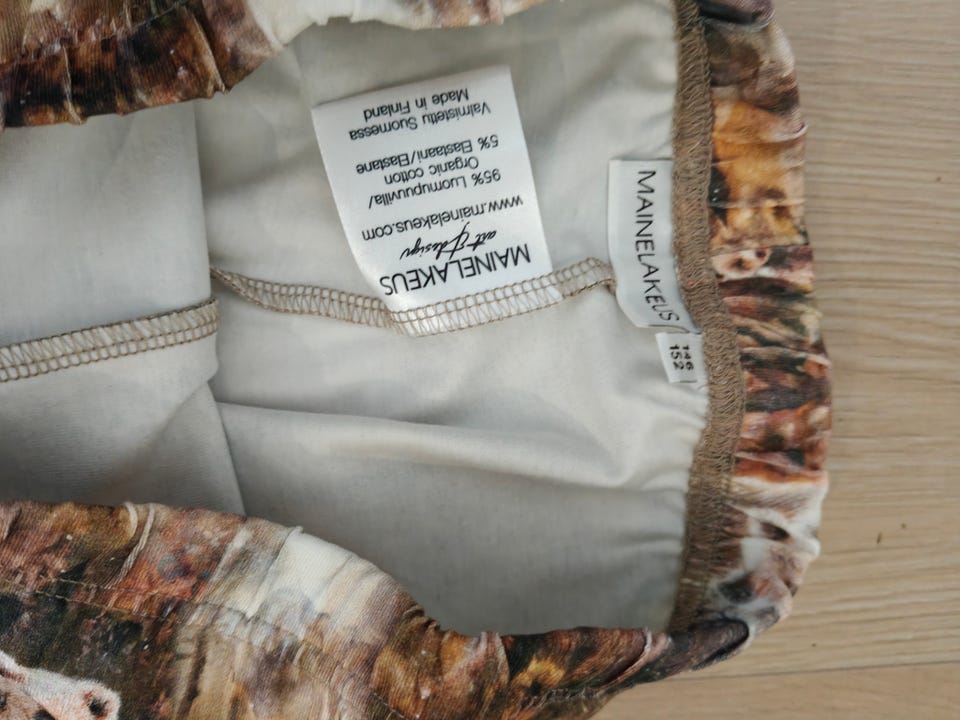 MAINELAKEUS
art of design
www.mainelakeus.com
95% Luomupuuvilla/
Organic cotton
5% Elastaani/Elastane
Valmistettu Suomessa
Made in Finland
MAINELAKEUS
146
152